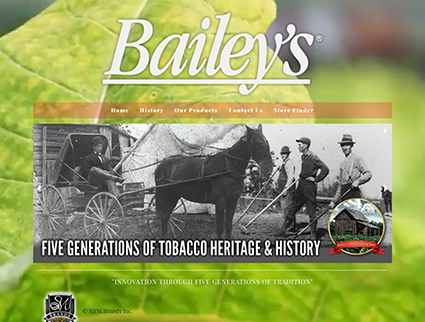 Bailey's®
Home History Our Products Contact Us Store Finder
FIVE GENERATIONS OF TOBACCO HERITAGE & HISTORY
"INNOVATION THROUGH FIVE GENERATIONS OF TRADITION"
S&M
BRANDS
© S&M Brands Inc.